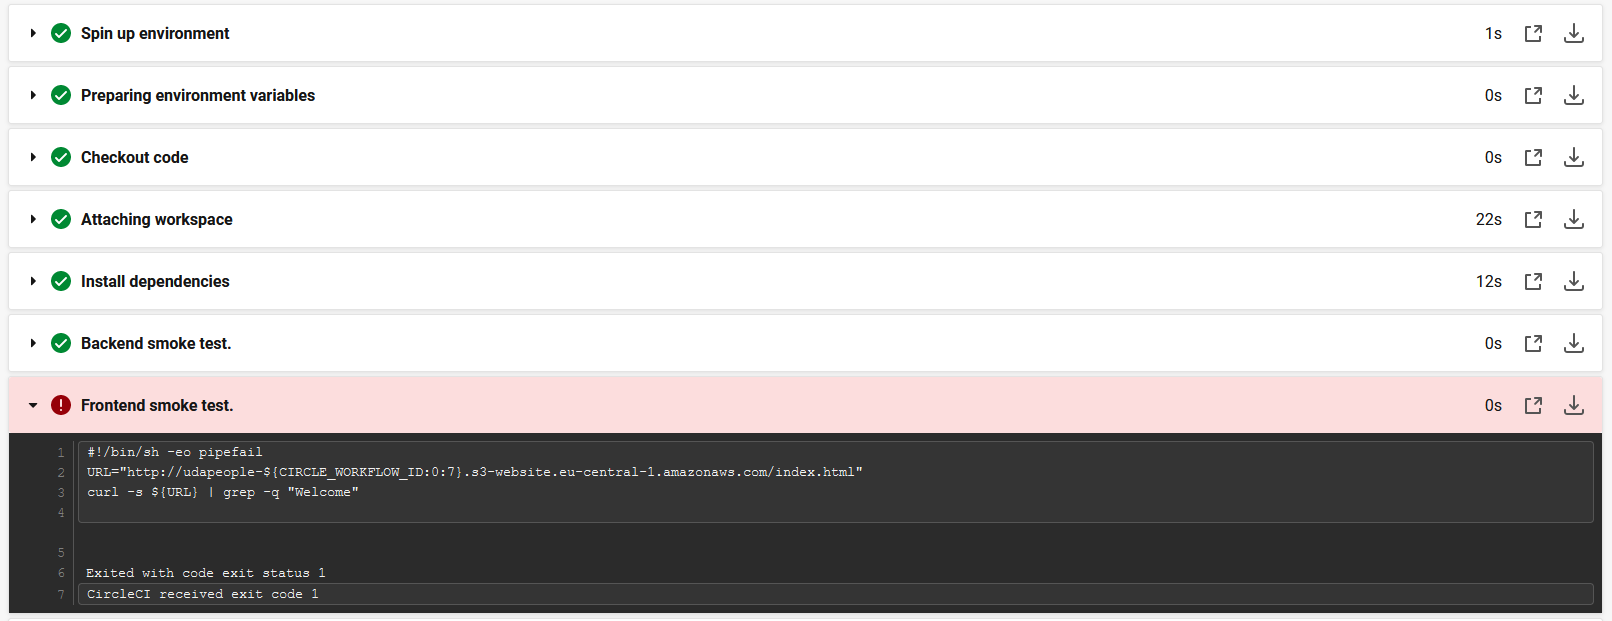 Spin up environment 1s
Preparing environment variables 0s
Checkout code 0s
Attaching workspace 22s
Install dependencies 12s
Backend smoke test. 0s
Frontend smoke test. 0s
1 #!/bin/sh -eo pipefail
2 URL="http://udapeople-${CIRCLE_WORKFLOW_ID:0:7}.s3-website.eu-central-1.amazonaws.com/index.html"
3 curl -s ${URL} | grep -q "Welcome"
4
5
6 Exited with code exit status 1
7 CircleCI received exit code 1